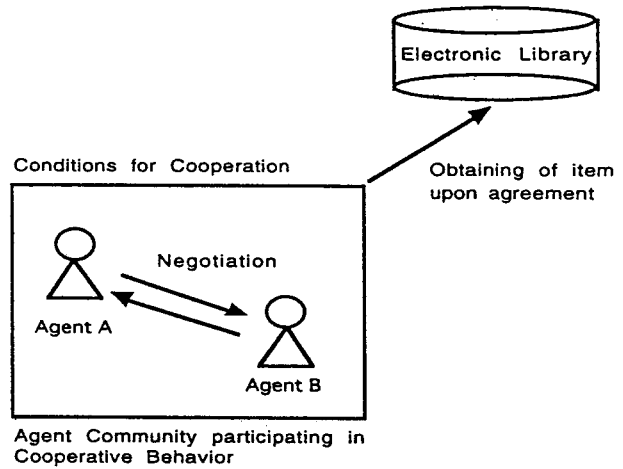 Electronic Library
Conditions for Cooperation
Obtaining of item
upon agreement
Negotiation
Agent A
Agent B
Agent Community participating in
Cooperative Behavior